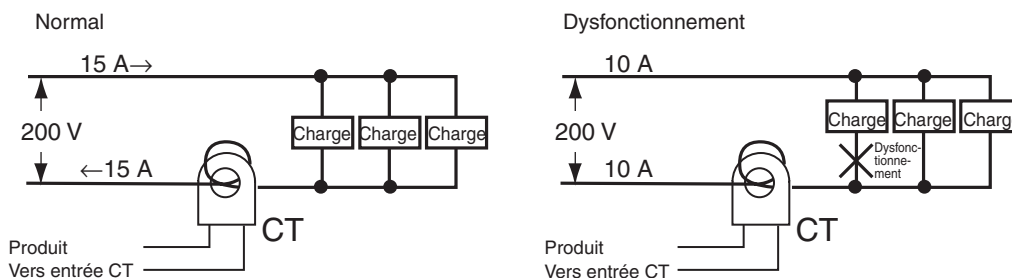 Normal
15 A→
200 V
←15 A
Charge
Charge
Charge
CT
Produit
Vers entrée CT
Dysfonctionnement
10 A
200 V
10 A
Charge
Charge
Charg
Dysfonc-
tionne-
ment
CT
Produit
Vers entrée CT